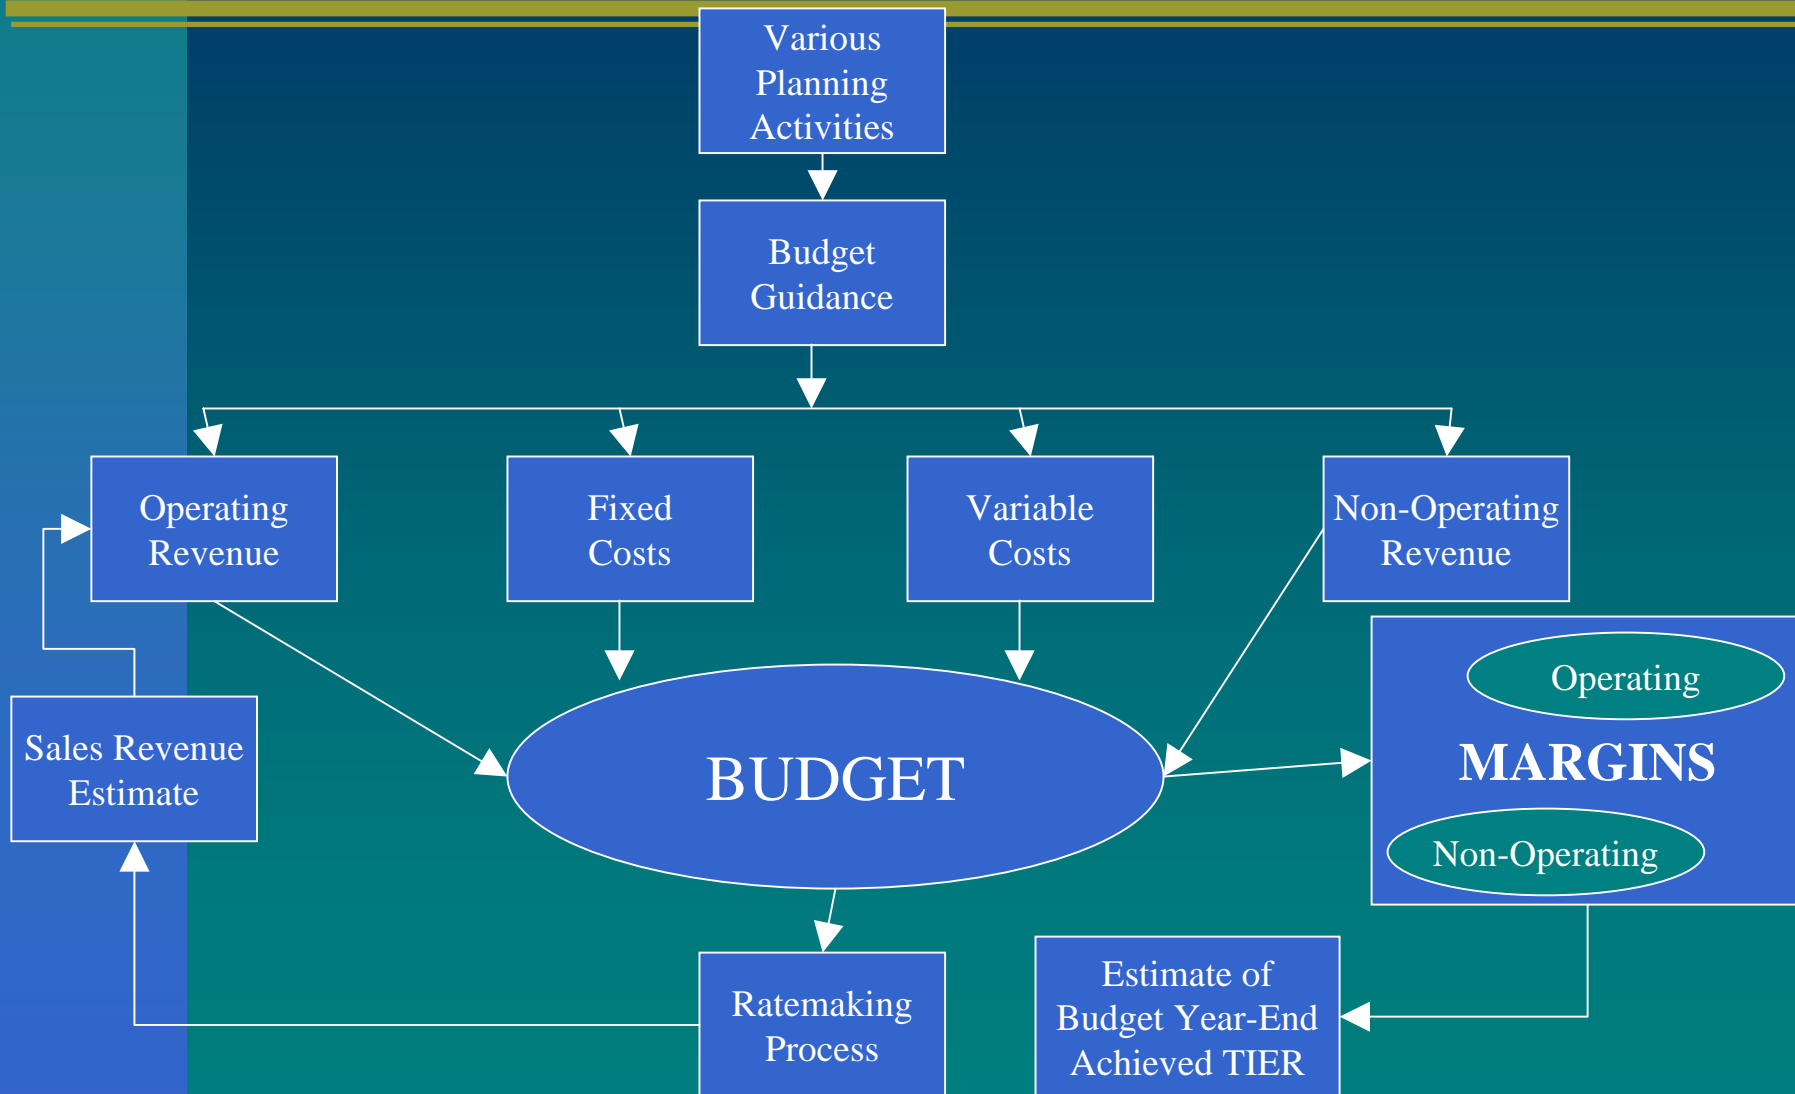 Various
Planning
Activities
Budget
Guidance
Operating
Revenue
Fixed
Costs
Variable
Costs
Non-Operating
Revenue
Sales Revenue
Estimate
BUDGET
Operating
MARGINS
Non-Operating
Ratemaking
Process
Estimate of
Budget Year-End
Achieved TIER